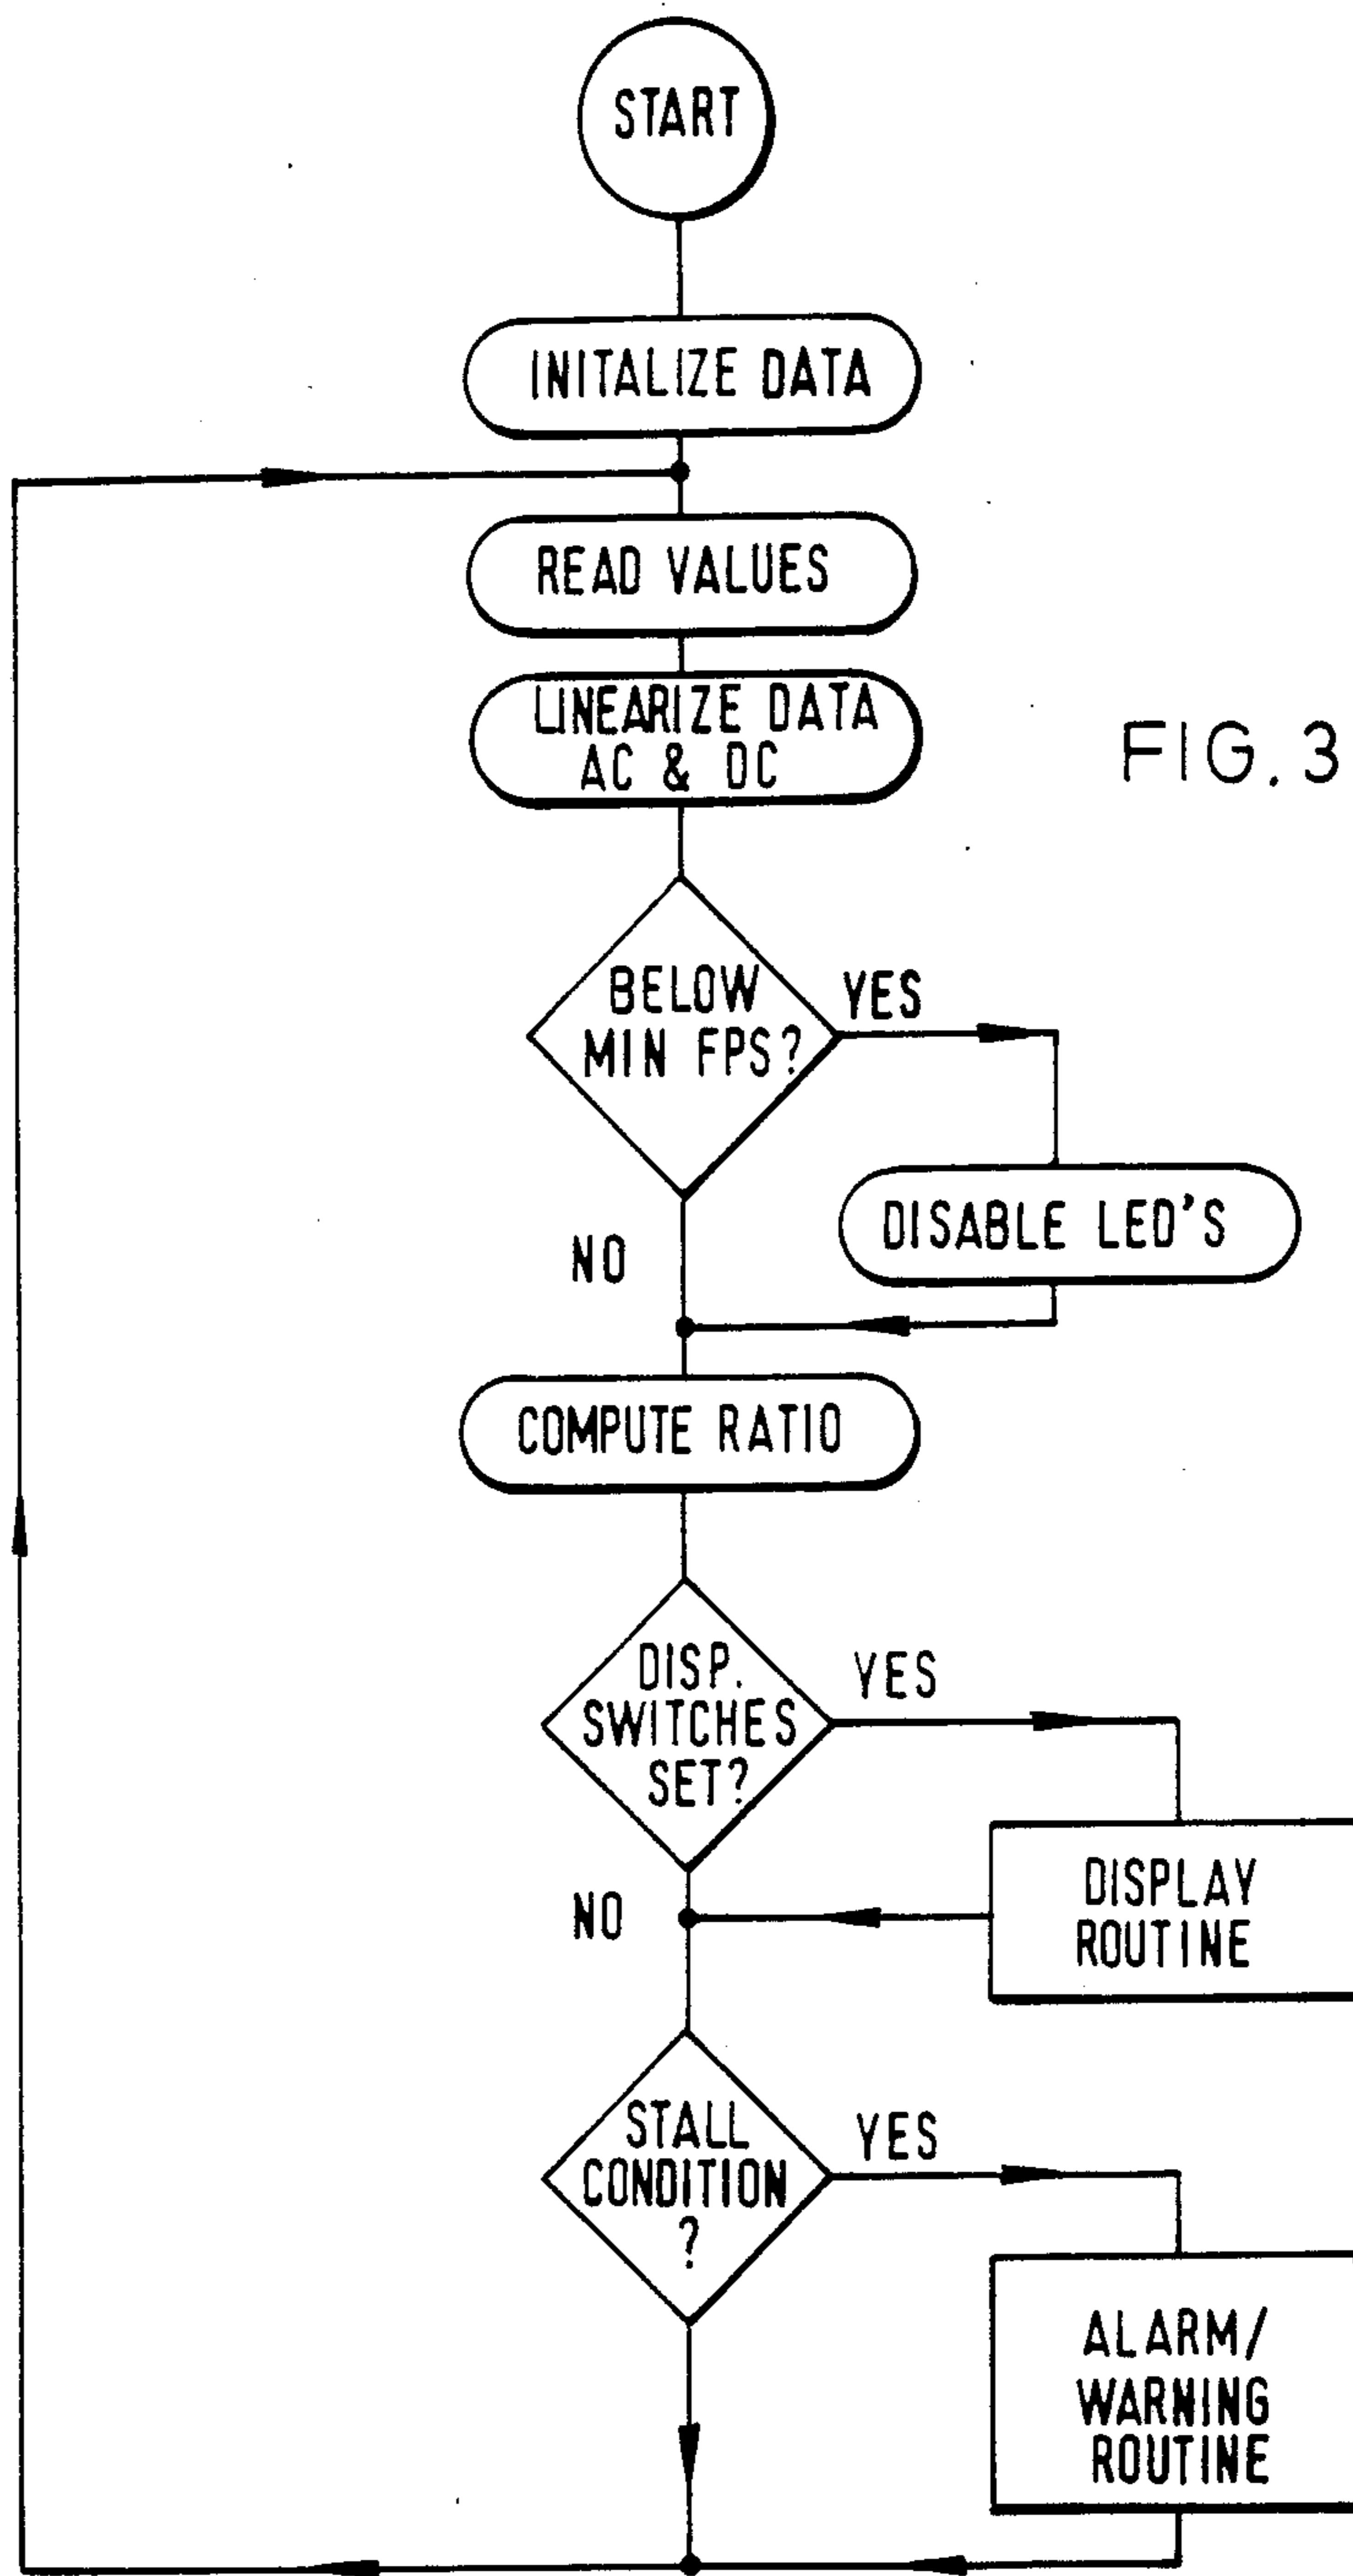 START
INITALIZE DATA
READ VALUES
LINEARIZE DATA
AC & DC
FIG. 3
BELOW
MIN FPS?
YES
DISABLE LED'S
NO
COMPUTE RATIO
DISP.
SWITCHES
SET?
YES
DISPLAY
ROUTINE
NO
STALL
CONDITION
?
YES
ALARM/
WARNING
ROUTINE